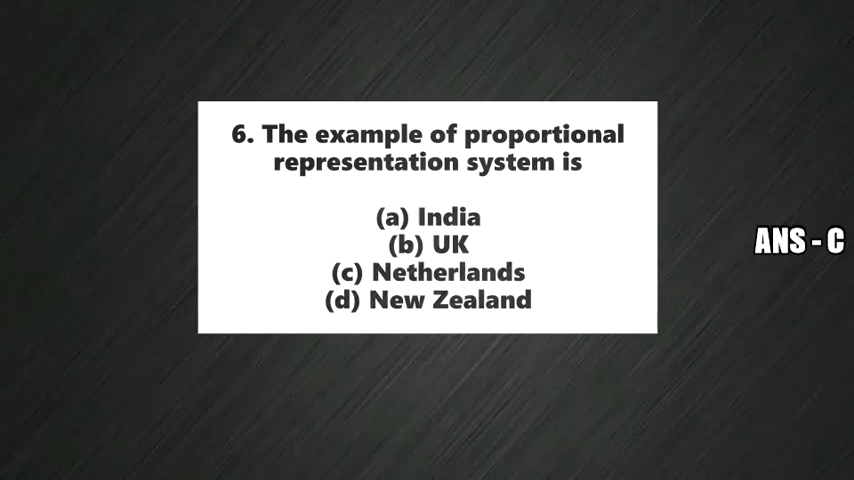 6. The example of proportional
representation system is
(a) India
(b) UK
(c) Netherlands
(d) New Zealand
ANS - C